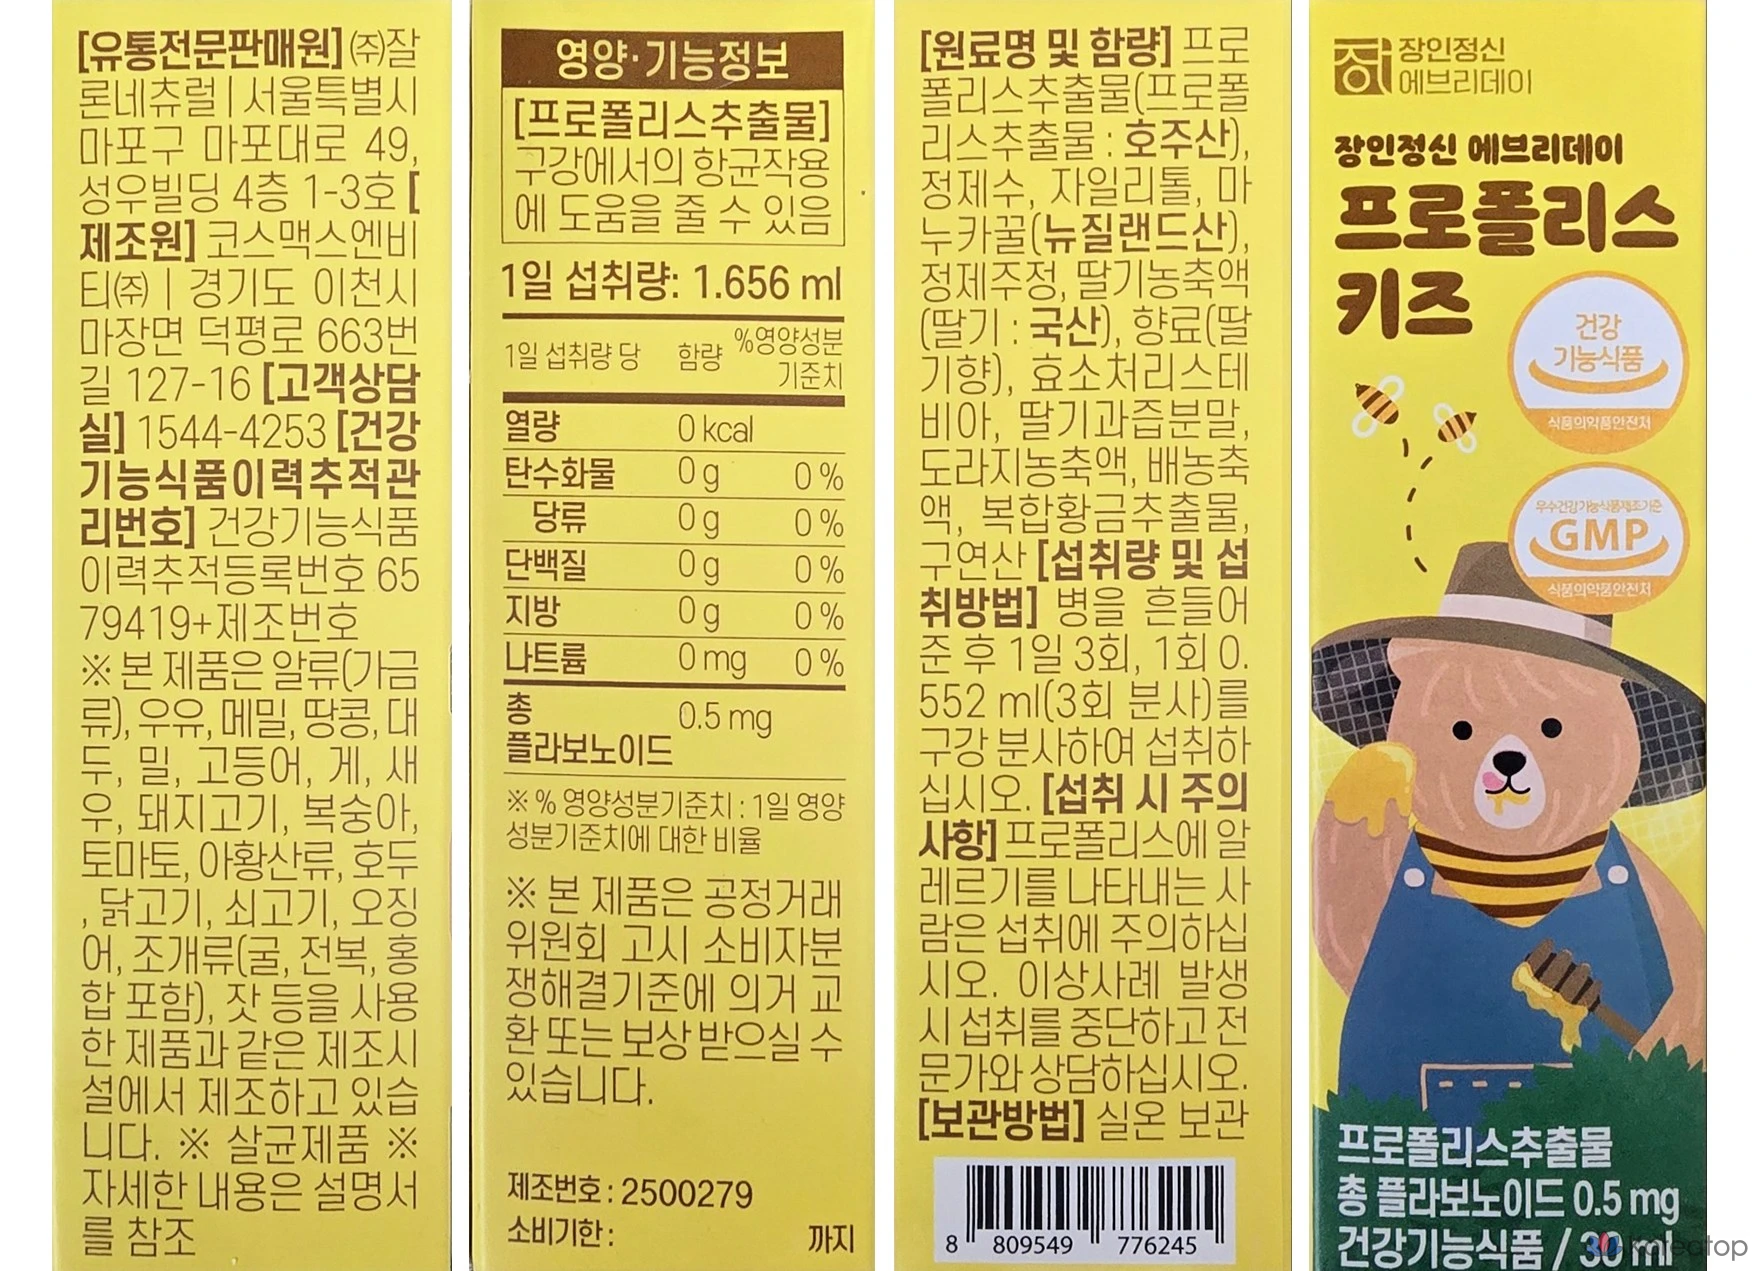 [유통전문판매원] ㈜잘
론네츄럴 | 서울특별시
마포구 마포대로 49,
성우빌딩 4층 1-3호 [
제조원] 코스맥스엔비
티㈜ | 경기도 이천시
마장면 덕평로 663번
길 127-16 [고객상담
실] 1544-4253 [건강
기능식품이력추적관
리번호] 건강기능식품
이력추적등록번호 65
79419+제조번호
※ 본 제품은 알류(가금
류), 우유, 메밀, 땅콩, 대
두, 밀, 고등어, 게, 새
우, 돼지고기, 복숭아,
토마토, 아황산류, 호두
, 닭고기, 쇠고기, 오징
어, 조개류(굴, 전복, 홍
합 포함), 잣 등을 사용
한 제품과 같은 제조시
설에서 제조하고 있습
니다. ※ 살균제품 ※
자세한 내용은 설명서
를 참조
영양·기능정보
[프로폴리스추출물]
구강에서의 항균작용
에 도움을 줄 수 있음
1일 섭취량: 1.656 ml
1일 섭취량 당 함량 %영양성분
기준치
열량 0 kcal
탄수화물 0 g 0 %
당류 0 g 0 %
단백질 0 g 0 %
지방 0 g 0 %
나트륨 0 mg 0 %
총 0.5 mg
플라보노이드
※ % 영양성분기준치 : 1일 영양
성분기준치에 대한 비율
※ 본 제품은 공정거래
위원회 고시 소비자분
쟁해결기준에 의거 교
환 또는 보상 받으실 수
있습니다.
제조번호 : 2500279
소비기한 : 까지
[원료명 및 함량] 프로
폴리스추출물(프로폴
리스추출물 : 호주산),
정제수, 자일리톨, 마
누카꿀(뉴질랜드산),
정제주정, 딸기농축액
(딸기 : 국산), 향료(딸
기향), 효소처리스테
비아, 딸기과즙분말,
도라지농축액, 배농축
액, 복합황금추출물,
구연산 [섭취량 및 섭
취방법] 병을 흔들어
준 후 1일 3회, 1회 0.
552 ml(3회 분사)를
구강 분사하여 섭취하
십시오. [섭취 시 주의
사항] 프로폴리스에 알
레르기를 나타내는 사
람은 섭취에 주의하십
시오. 이상사례 발생
시 섭취를 중단하고 전
문가와 상담하십시오.
[보관방법] 실온 보관
8 809549 776245
장인정신
에브리데이
장인정신 에브리데이
프로폴리스
키즈
건강
기능식품
식품의약품안전처
우수건강기능식품제조기준
GMP
식품의약품안전처
프로폴리스추출물
총 플라보노이드 0.5 mg
건강기능식품 / 30 ml
koreatop